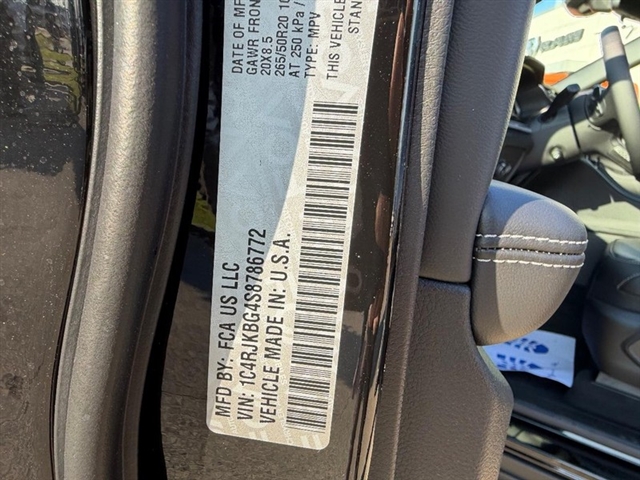 MFD BY: FCA US LLC
VIN: 1C4RJKBG4S8786772
VEHICLE MADE IN: U.S.A.
DATE OF MF
GAWR FRON
20X8.5
265/50R20
AT 250 kPa /
TYPE: MPV
THIS VEHICLE
STAN